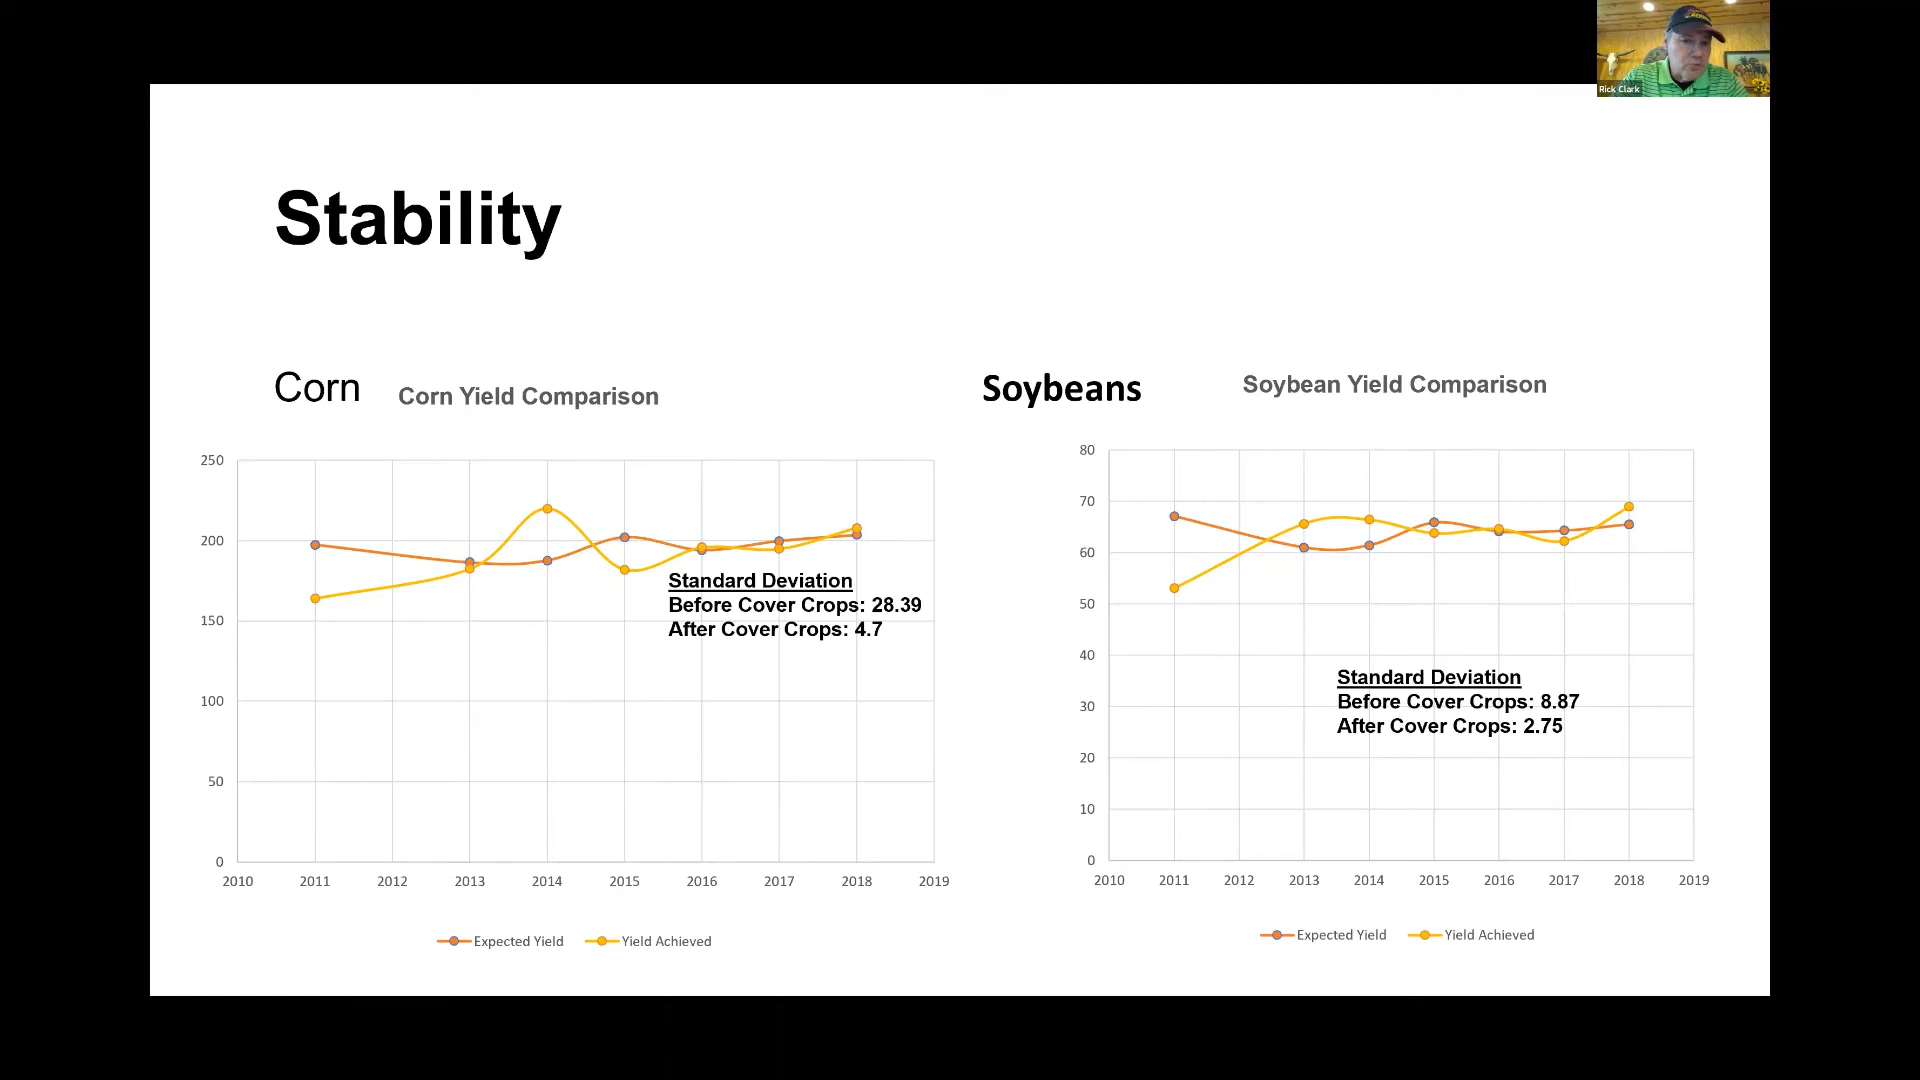 Rick Clark
Stability
Corn
Corn Yield Comparison
250
200
150
100
50
0
2010 2011 2012 2013 2014 2015 2016 2017 2018 2019
Standard Deviation
Before Cover Crops: 28.39
After Cover Crops: 4.7
Expected Yield Yield Achieved
Soybeans
Soybean Yield Comparison
80
70
60
50
40
30
20
10
0
2010 2011 2012 2013 2014 2015 2016 2017 2018 2019
Standard Deviation
Before Cover Crops: 8.87
After Cover Crops: 2.75
Expected Yield Yield Achieved